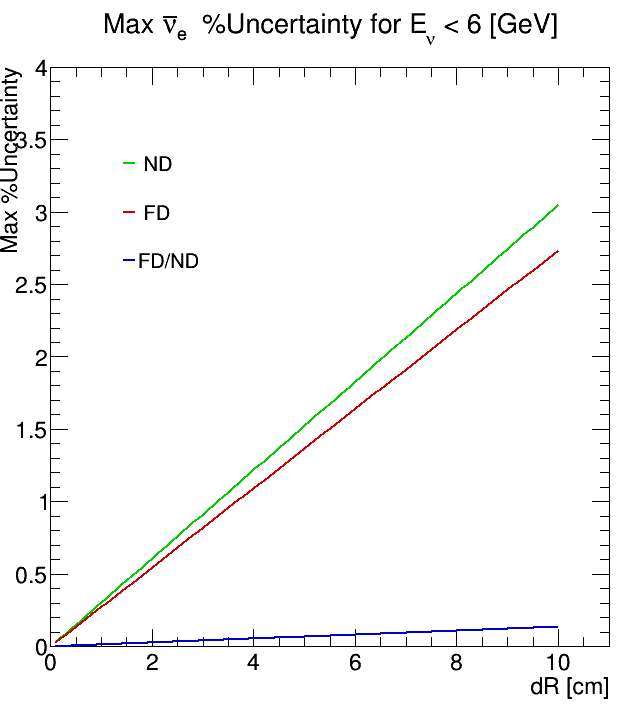 Max ν̅e %Uncertainty for Eν < 6 [GeV]
Max %Uncertainty
4
3.5
3
2.5
2
1.5
1
0.5
0
ND
FD
FD/ND
0 2 4 6 8 10
dR [cm]